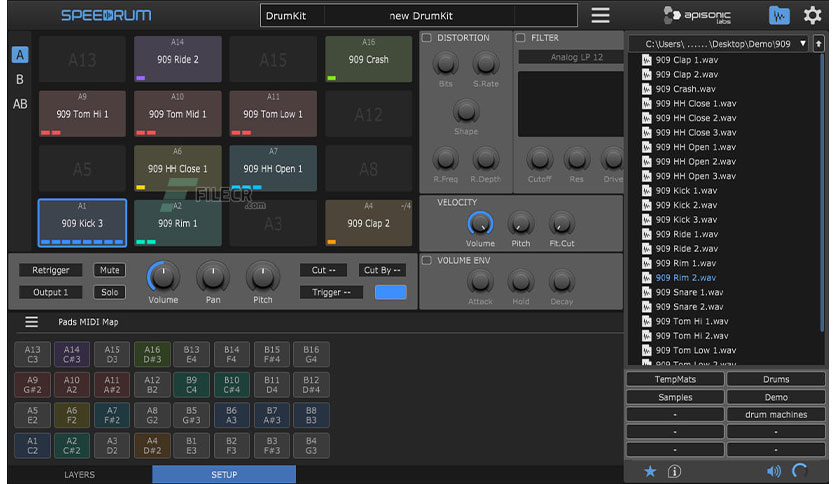 SPEEDRUM
DrumKit new DrumKit
apisonic
labs
A
B
AB
A13
A14
909 Ride 2
A15
A16
909 Crash
A9
909 Tom Hi 1
A10
909 Tom Mid 1
A11
909 Tom Low 1
A12
A5
A6
909 HH Close 1
A7
909 HH Open 1
A8
A1
909 Kick 3
A2
909 Rim 1
A3
A4 -/4
909 Clap 2
FILECR
.com
DISTORTION
Bits S.Rate
Shape
R.Freq R.Depth
FILTER
Analog LP 12
Cutoff Res Drive
VELOCITY
Volume Pitch Flt.Cut
VOLUME ENV
Attack Hold Decay
Retrigger Mute
Output 1 Solo
Volume Pan Pitch
Cut -- Cut By --
Trigger --
Pads MIDI Map
A13 A14 A15 A16 B13 B14 B15 B16
C3 C#3 D3 D#3 E4 F4 F#4 G4
A9 A10 A11 A12 B9 B10 B11 B12
G#2 A2 A#2 B2 C4 C#4 D4 D#4
A5 A6 A7 A8 B5 B6 B7 B8
E2 F2 F#2 G2 G#3 A3 A#3 B3
A1 A2 A3 A4 B1 B2 B3 B4
C2 C#2 D2 D#2 E3 F3 F#3 G3
LAYERS SETUP
C:\Users\ ...... \Desktop\Demo\909
909 Clap 1.wav
909 Clap 2.wav
909 Crash.wav
909 HH Close 1.wav
909 HH Close 2.wav
909 HH Close 3.wav
909 HH Open 1.wav
909 HH Open 2.wav
909 HH Open 3.wav
909 Kick 1.wav
909 Kick 2.wav
909 Kick 3.wav
909 Ride 1.wav
909 Ride 2.wav
909 Rim 1.wav
909 Rim 2.wav
909 Snare 1.wav
909 Snare 2.wav
909 Tom Hi 1.wav
909 Tom Hi 2.wav
909 Tom Low 1.wav
909 Tom Low 2.wav
TempMats Drums
Samples Demo
- drum machines
- -
- -